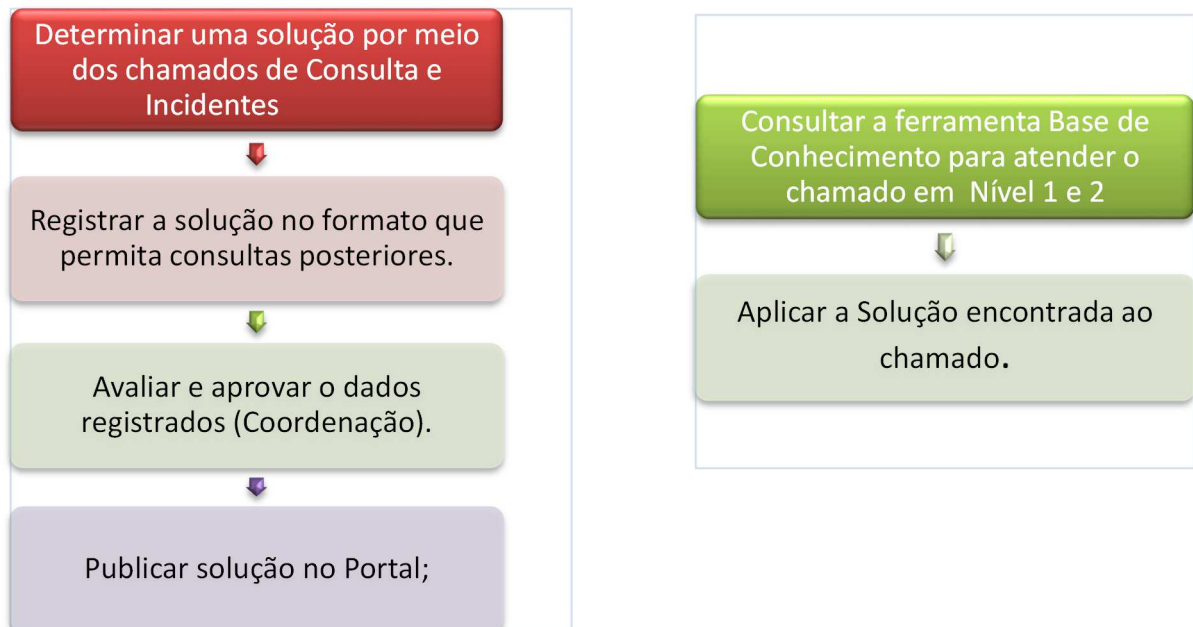 Determinar uma solução por meio
dos chamados de Consulta e
Incidentes
Registrar a solução no formato que
permita consultas posteriores.
Avaliar e aprovar o dados
registrados (Coordenação).
Publicar solução no Portal;
Consultar a ferramenta Base de
Conhecimento para atender o
chamado em Nível 1 e 2
Aplicar a Solução encontrada ao
chamado.